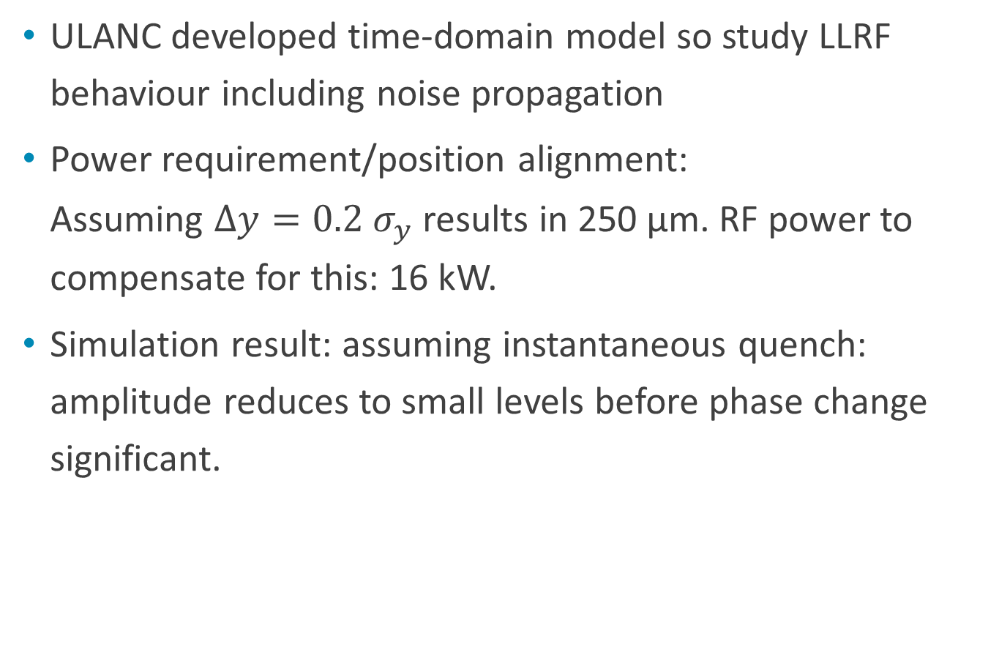 • ULANC developed time-domain model so study LLRF
behaviour including noise propagation
• Power requirement/position alignment:
Assuming Δy = 0.2 σ_y results in 250 µm. RF power to
compensate for this: 16 kW.
• Simulation result: assuming instantaneous quench:
amplitude reduces to small levels before phase change
significant.